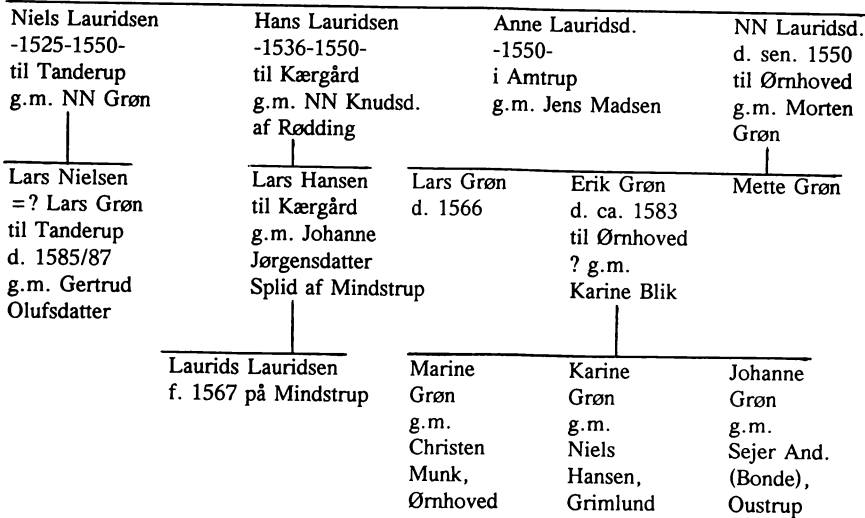 Niels Lauridsen
-1525-1550-
til Tanderup
g.m. NN Grøn
Hans Lauridsen
-1536-1550-
til Kærgård
g.m. NN Knudsd.
af Rødding
Anne Lauridsd.
-1550-
i Amtrup
g.m. Jens Madsen
NN Lauridsd.
d. sen. 1550
til Ørnhoved
g.m. Morten
Grøn
Lars Nielsen
=? Lars Grøn
til Tanderup
d. 1585/87
g.m. Gertrud
Olufsdatter
Lars Hansen
til Kærgård
g.m. Johanne
Jørgensdatter
Splid af Mindstrup
Lars Grøn
d. 1566
Erik Grøn
d. ca. 1583
til Ørnhoved
? g.m.
Karine Blik
Mette Grøn
Laurids Lauridsen
f. 1567 på Mindstrup
Marine
Grøn
g.m.
Christen
Munk,
Ørnhoved
Karine
Grøn
g.m.
Niels
Hansen,
Grimlund
Johanne
Grøn
g.m.
Sejer And.
(Bonde),
Oustrup